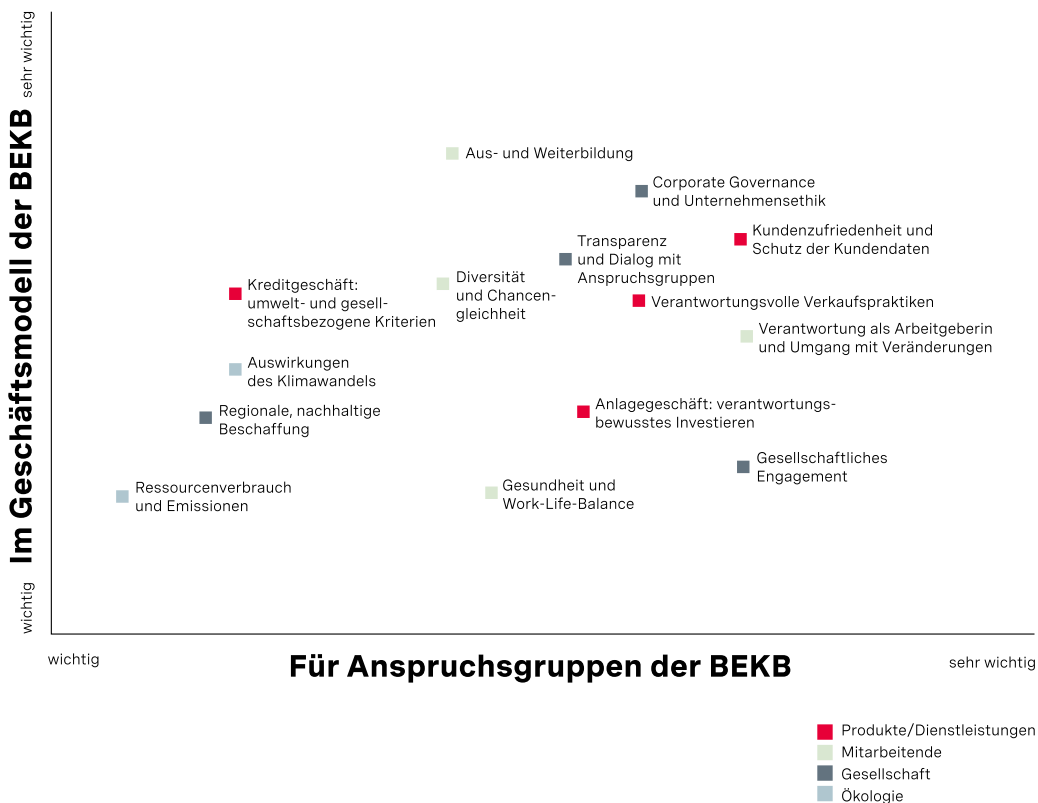 sehr wichtig
Im Geschäftsmodell der BEKB
wichtig
Aus- und Weiterbildung
Corporate Governance
und Unternehmensethik
Kundenzufriedenheit und
Schutz der Kundendaten
Transparenz
und Dialog mit
Anspruchsgruppen
Diversität
und Chancen-
gleichheit
Kreditgeschäft:
umwelt- und gesell-
schaftsbezogene Kriterien
Verantwortungsvolle Verkaufspraktiken
Verantwortung als Arbeitgeberin
und Umgang mit Veränderungen
Auswirkungen
des Klimawandels
Regionale, nachhaltige
Beschaffung
Anlagegeschäft: verantwortungs-
bewusstes Investieren
Gesellschaftliches
Engagement
Ressourcenverbrauch
und Emissionen
Gesundheit und
Work-Life-Balance
wichtig
Für Anspruchsgruppen der BEKB
sehr wichtig
Produkte/Dienstleistungen
Mitarbeitende
Gesellschaft
Ökologie